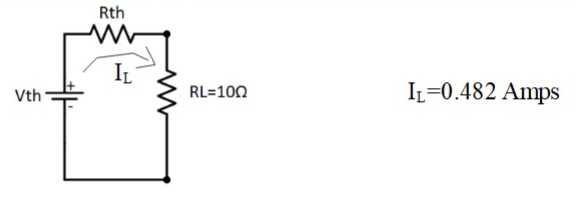 Rth
IL
+
Vth
-
RL=10Ω
IL=0.482 Amps